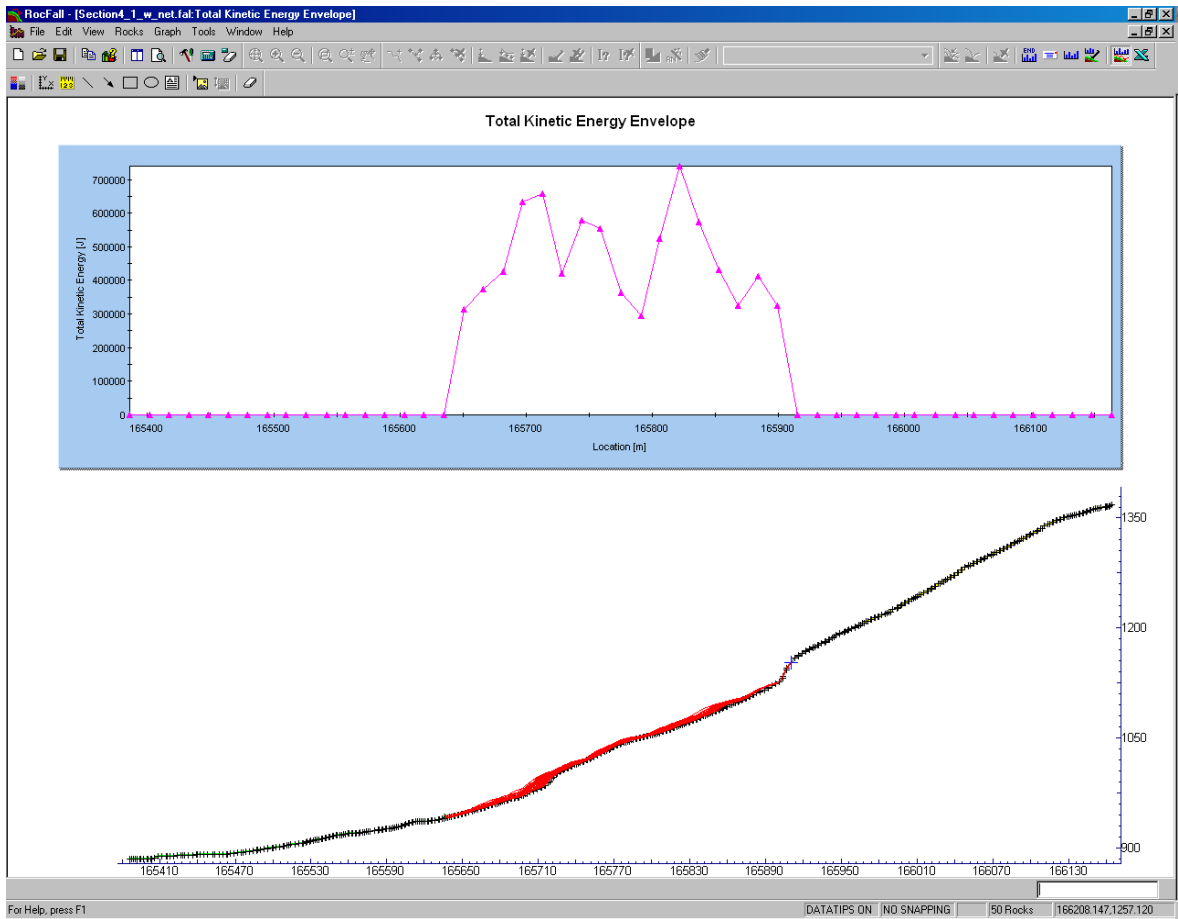 RocFall - [Section4_1_w_net.fal:Total Kinetic Energy Envelope]
File Edit View Rocks Graph Tools Window Help
Total Kinetic Energy Envelope
Total Kinetic Energy [J]
700000
600000
500000
400000
300000
200000
100000
0
165400 165500 165600 165700 165800 165900 166000 166100
Location [m]
1350
1200
1050
900
165410 165470 165530 165590 165650 165710 165770 165830 165890 165950 166010 166070 166130
For Help, press F1 DATATIPS ON NO SNAPPING 50 Rocks 166208.147,1257.120